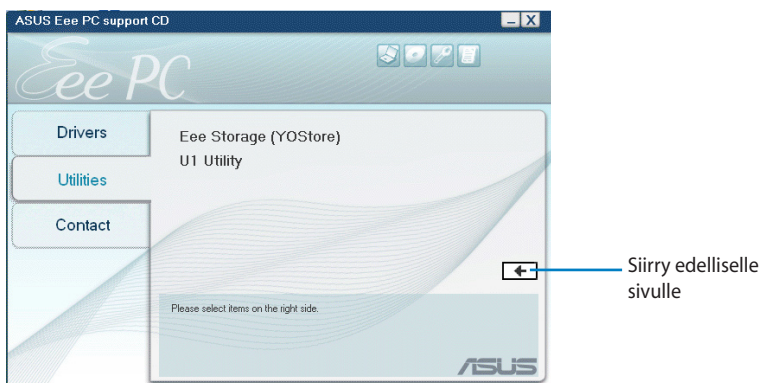 ASUS Eee PC support CD
Eee PC
Drivers
Utilities
Contact
Eee Storage (YOStore)
U1 Utility
Please select items on the right side.
ASUS
Siirry edelliselle
sivulle